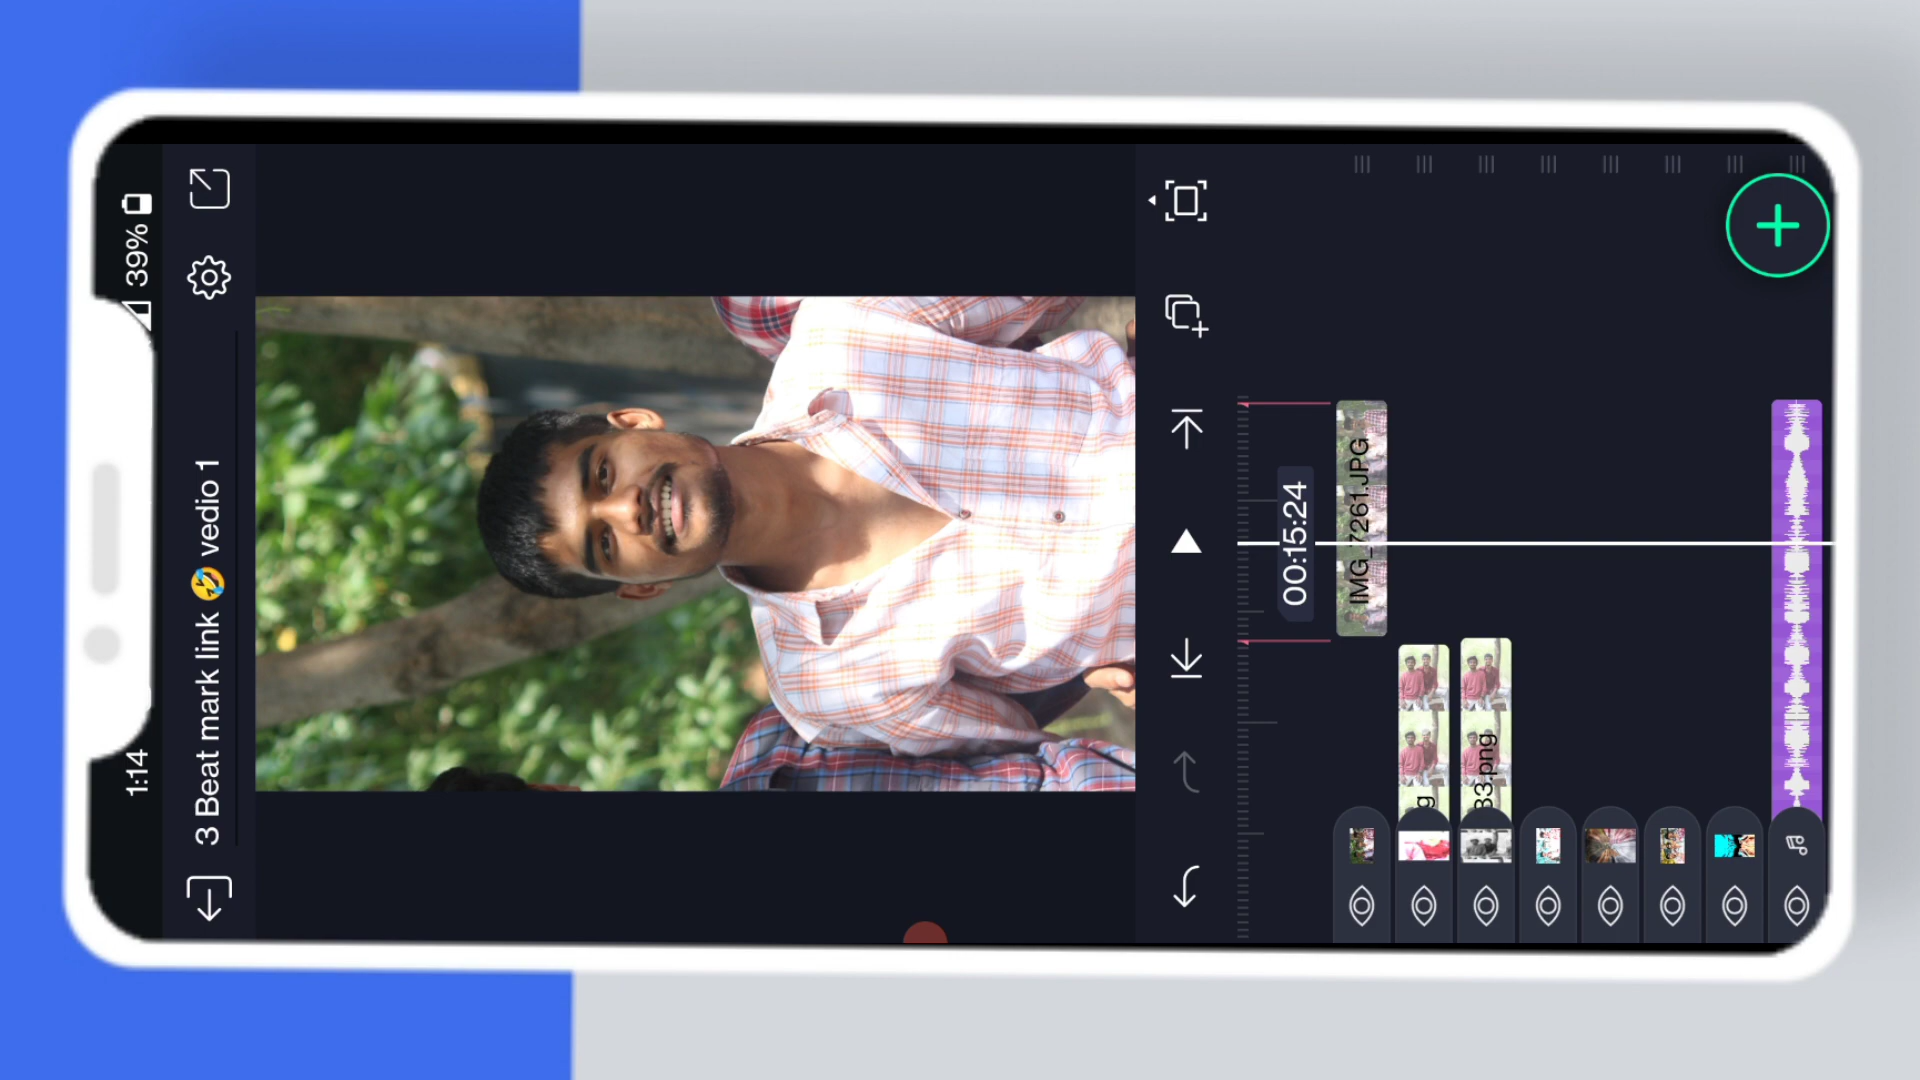 1:14
39%
3 Beat mark link 🤣 vedio 1
00:15:24
IMG_7261.JPG
g
33.png